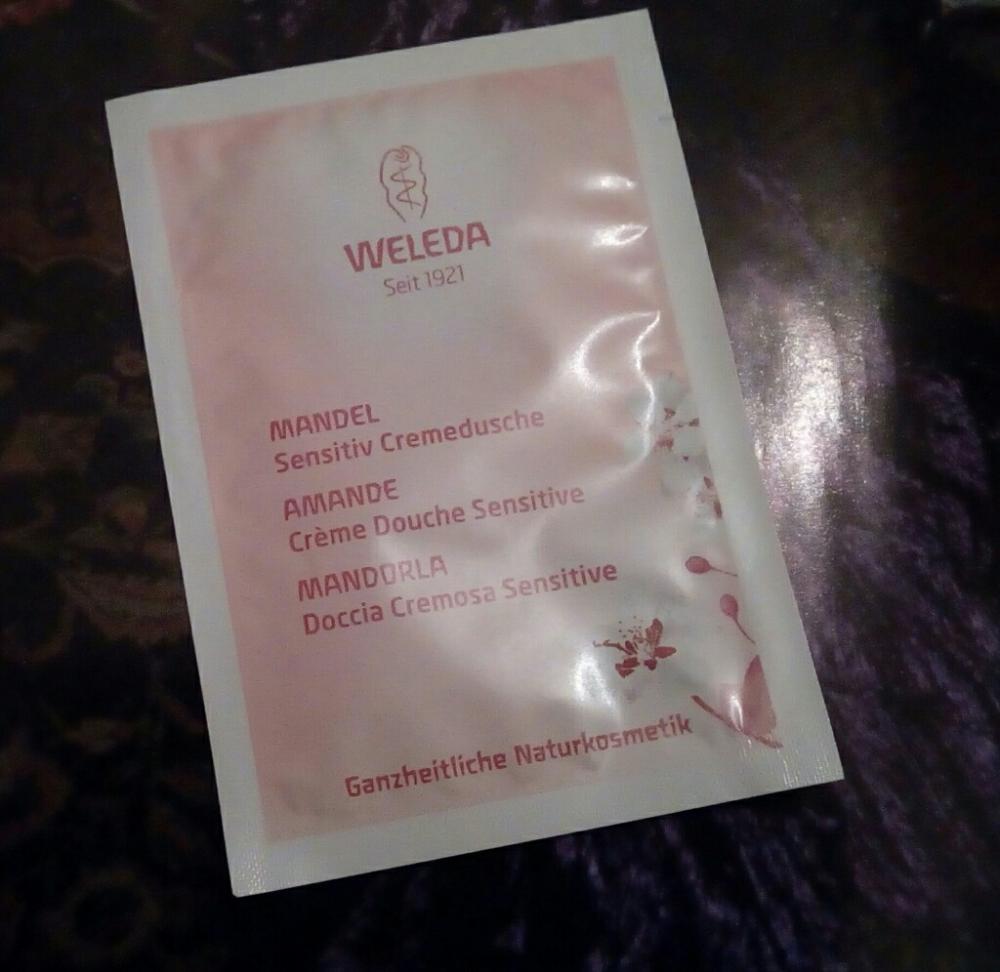 WELEDA
Seit 1921
MANDEL
Sensitiv Cremedusche
AMANDE
Crème Douche Sensitive
MANDORLA
Doccia Cremosa Sensitive
Ganzheitliche Naturkosmetik